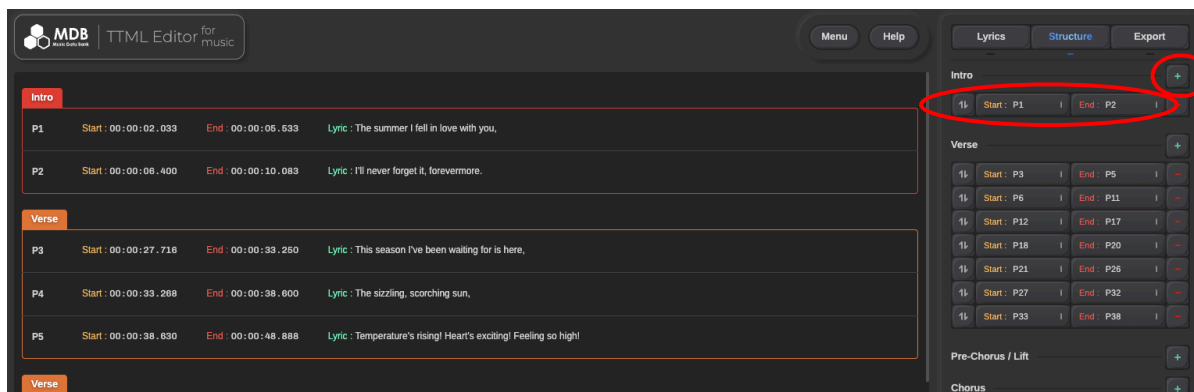 MDB
Music Data Bank
TTML Editor for music
Menu
Help
Lyrics
Structure
Export
Intro
P1 Start : 00:00:02.033 End : 00:00:05.533 Lyric : The summer I fell in love with you,
P2 Start : 00:00:06.400 End : 00:00:10.083 Lyric : I'll never forget it, forevermore.
Verse
P3 Start : 00:00:27.716 End : 00:00:33.250 Lyric : This season I've been waiting for is here,
P4 Start : 00:00:33.268 End : 00:00:38.600 Lyric : The sizzling, scorching sun,
P5 Start : 00:00:38.630 End : 00:00:48.888 Lyric : Temperature's rising! Heart's exciting! Feeling so high!
Verse
Intro +
Start : P1 End : P2
Verse +
Start : P3 End : P5 −
Start : P6 End : P11 −
Start : P12 End : P17 −
Start : P18 End : P20 −
Start : P21 End : P26 −
Start : P27 End : P32 −
Start : P33 End : P38 −
Pre-Chorus / Lift +
Chorus +